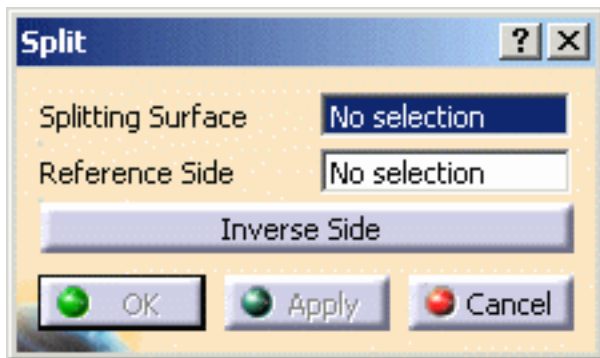 Split
?
Splitting Surface No selection
Reference Side No selection
Inverse Side
OK Apply Cancel